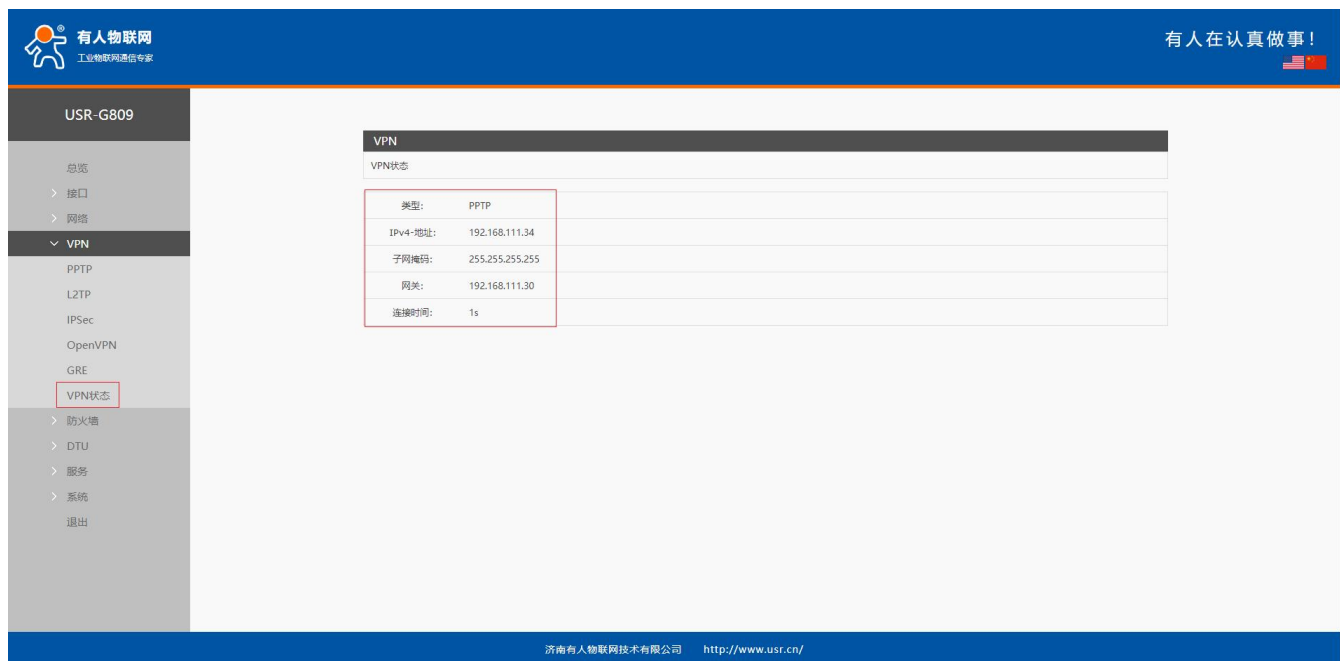 有人物联网
工业物联网通信专家
有人在认真做事！
USR-G809
总览
接口
网络
VPN
PPTP
L2TP
IPSec
OpenVPN
GRE
VPN状态
防火墙
DTU
服务
系统
退出
VPN
VPN状态
类型: PPTP
IPv4-地址: 192.168.111.34
子网掩码: 255.255.255.255
网关: 192.168.111.30
连接时间: 1s
济南有人物联网技术有限公司 http://www.usr.cn/